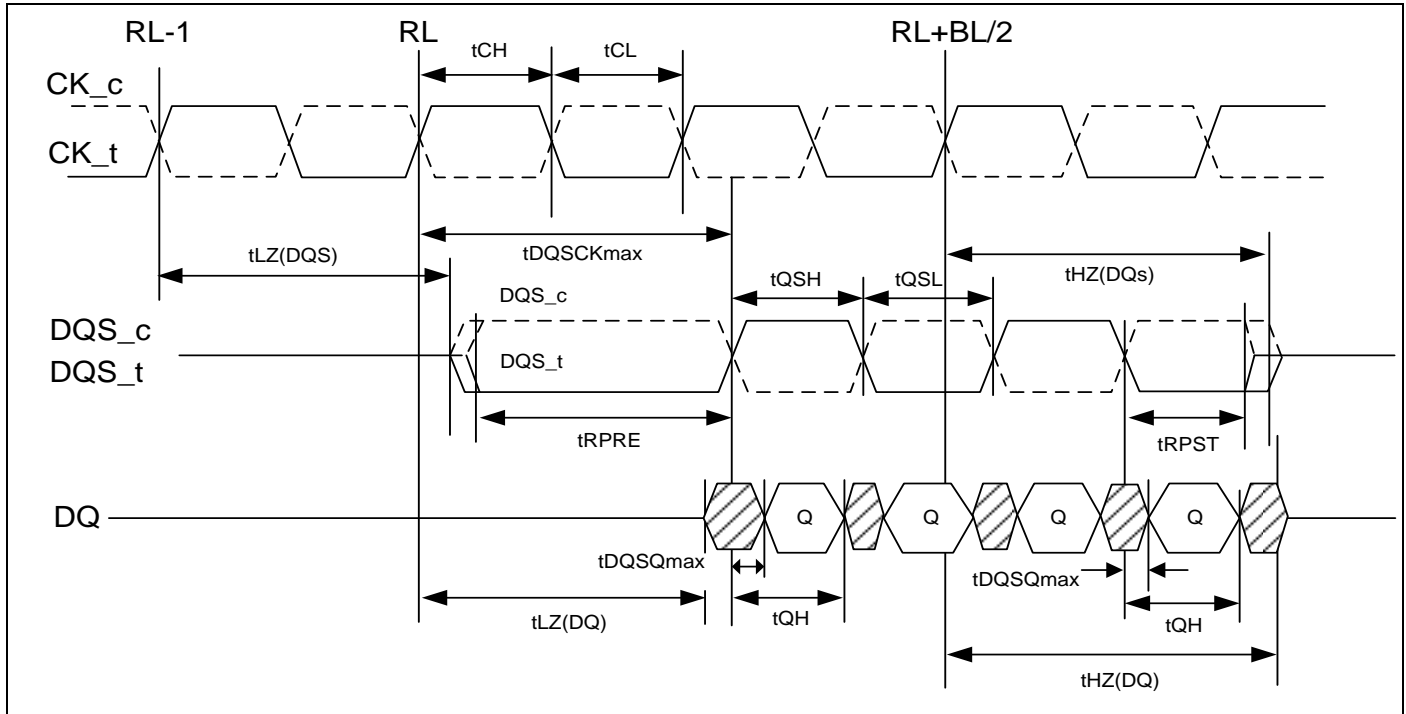 RL-1
RL
RL+BL/2
tCH
tCL
CK_c
CK_t
tLZ(DQS)
tDQSCKmax
tHZ(DQs)
tQSH
tQSL
DQS_c
DQS_c
DQS_t
DQS_t
tRPRE
tRPST
DQ
Q
Q
Q
Q
tDQSQmax
tDQSQmax
tLZ(DQ)
tQH
tQH
tHZ(DQ)